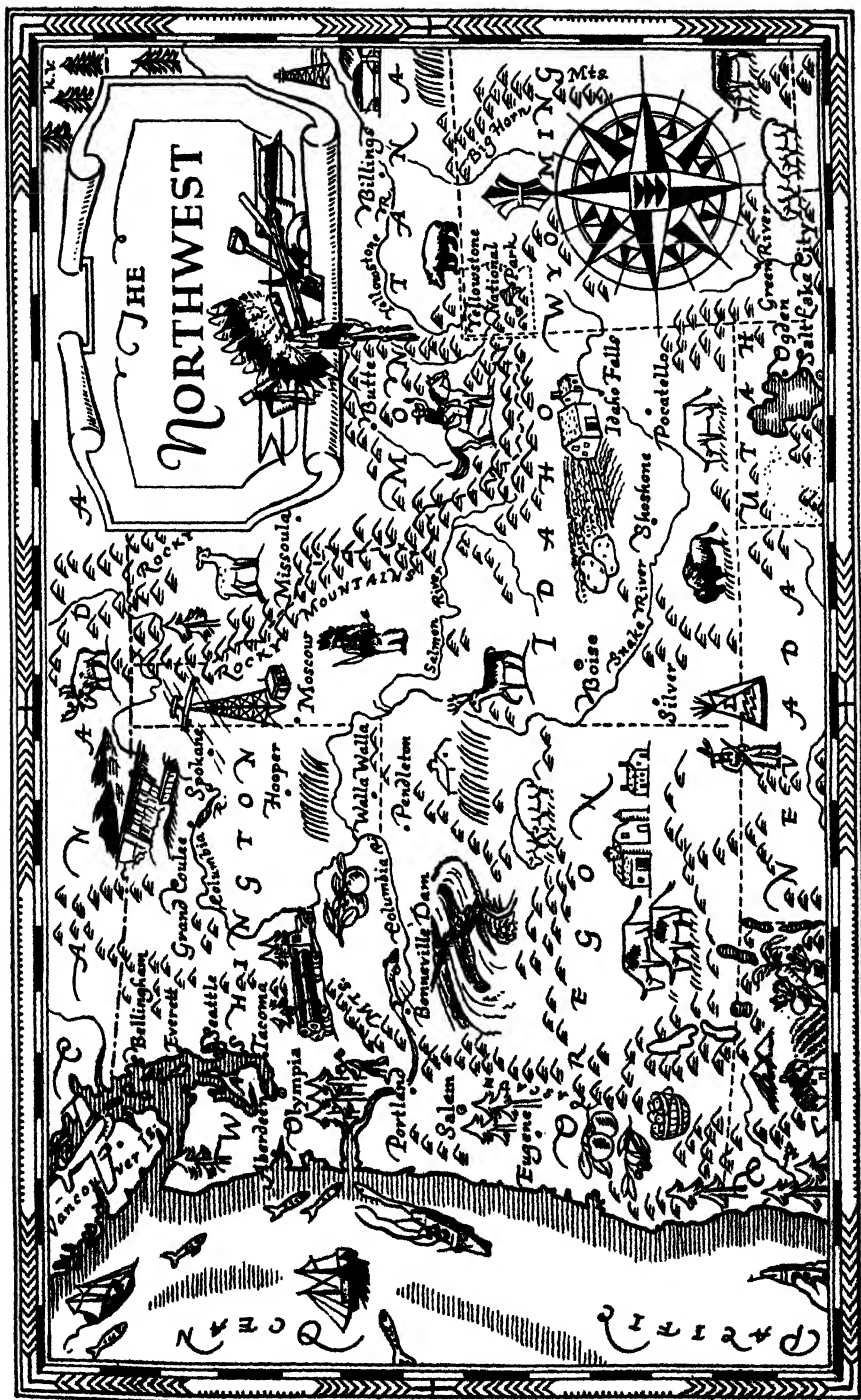 THE
NORTHWEST
K.V.
CANADA
Vancouver Is.
Bellingham
Everett
Seattle
Tacoma
Aberdeen
Olympia
WASHINGTON
Grand Coulee
Columbia
Spokane
Hooper
Walla Walla
Columbia R.
MTS.
Bonneville Dam
Portland
Salem
Eugene
OREGON
Pendleton
ROCKY
ROCKY MOUNTAINS
Moscow
Missoula
Salmon River
IDAHO
Boise
Snake River
Silver
Shoshone
Pocatello
Idaho Falls
MONTANA
Butte
Billings
Yellowstone R.
Yellowstone
National
Park
WYOMING
Big Horn
Mts.
Green River
Ogden
Salt Lake City
UTAH
NEVADA
PACIFIC
OCEAN